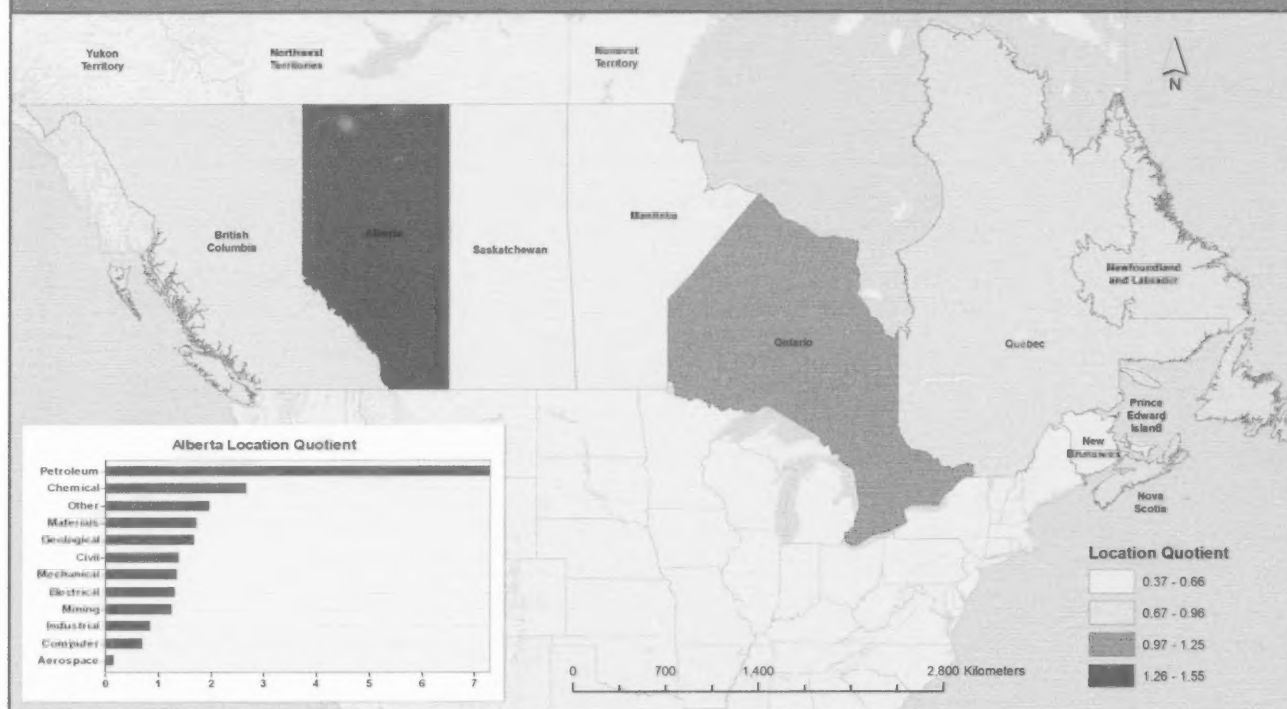 Yukon
Territory
Northwest
Territories
Nunavut
Territory
N
British
Columbia
Alberta
Saskatchewan
Manitoba
Ontario
Quebec
Newfoundland
and Labrador
Prince
Edward
Island
New
Brunswick
Nova
Scotia
Alberta Location Quotient
Petroleum
Chemical
Other
Materials
Geological
Civil
Mechanical
Electrical
Mining
Industrial
Computer
Aerospace
0 1 2 3 4 5 6 7
0 700 1,400 2,800 Kilometers
Location Quotient
0.37 - 0.66
0.67 - 0.96
0.97 - 1.25
1.26 - 1.55